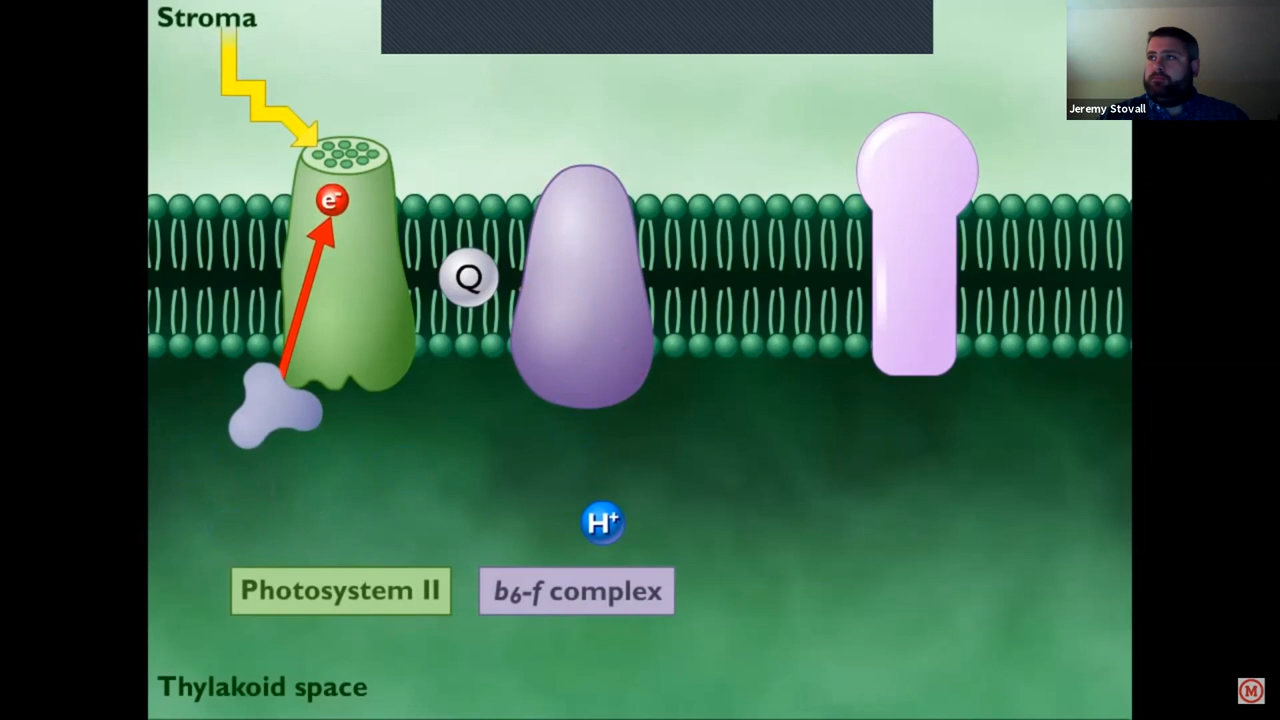 Stroma
Jeremy Stovall
e⁻
Q
H⁺
Photosystem II
b₆-f complex
Thylakoid space
M